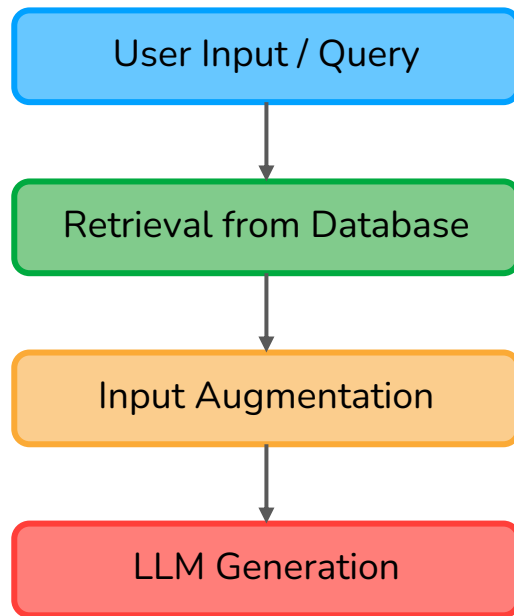 User Input / Query
Retrieval from Database
Input Augmentation
LLM Generation